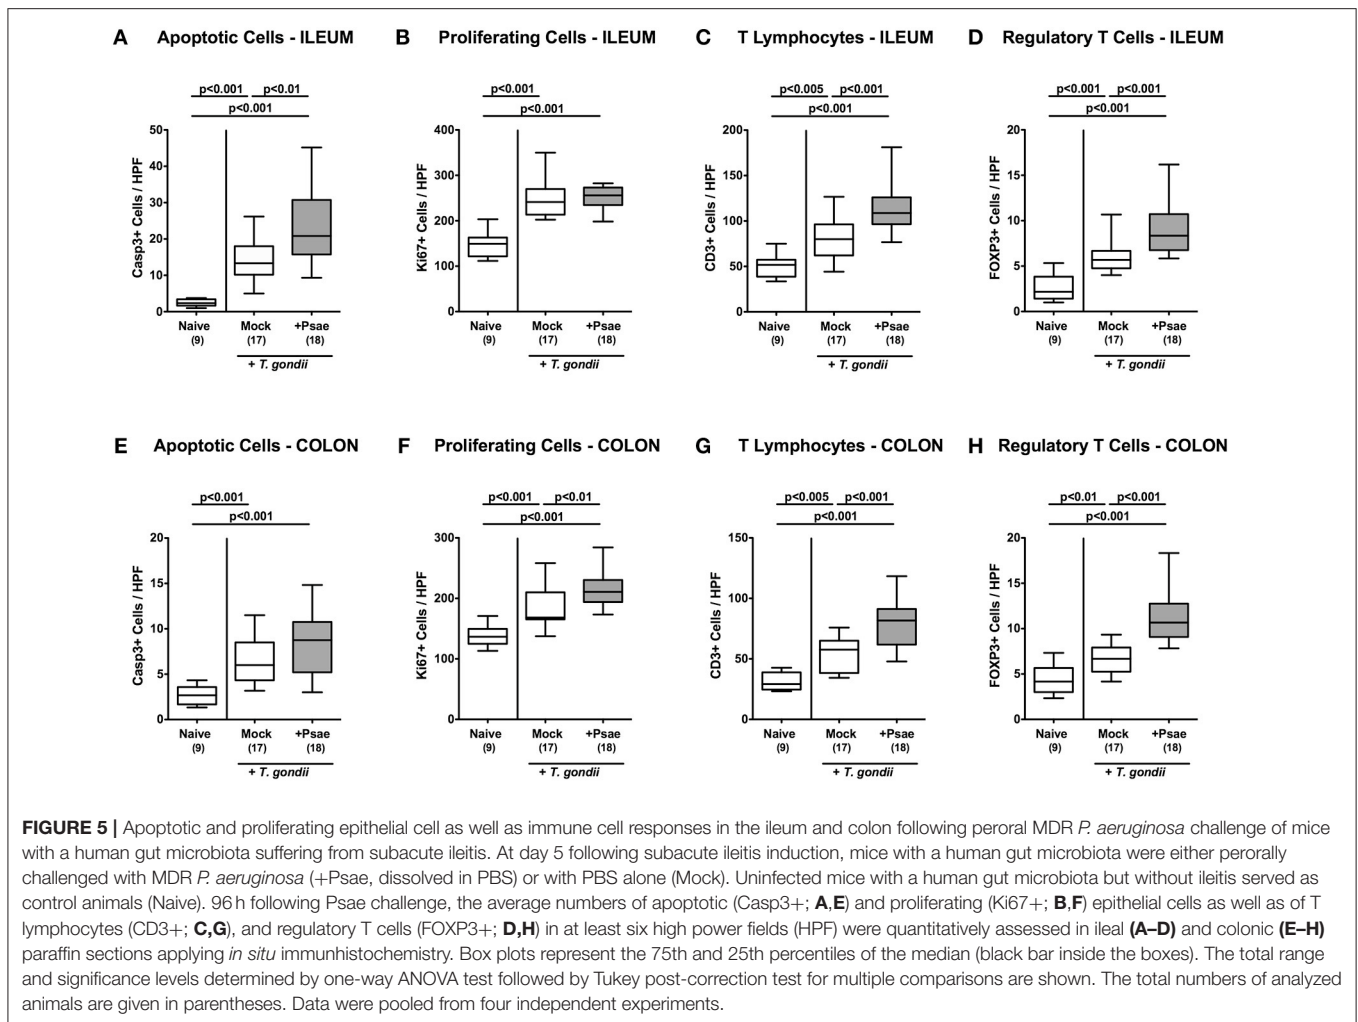 A Apoptotic Cells - ILEUM
p<0.001 p<0.01
p<0.001
Casp3+ Cells / HPF
50
40
30
20
10
0
Naive Mock +Psae
(9) (17) (18)
+ T. gondii
B Proliferating Cells - ILEUM
p<0.001
p<0.001
Ki67+ Cells / HPF
400
300
200
100
0
Naive Mock +Psae
(9) (17) (18)
+ T. gondii
C T Lymphocytes - ILEUM
p<0.005 p<0.001
p<0.001
CD3+ Cells / HPF
200
150
100
50
0
Naive Mock +Psae
(9) (17) (18)
+ T. gondii
D Regulatory T Cells - ILEUM
p<0.001 p<0.001
p<0.001
FOXP3+ Cells / HPF
20
15
10
5
0
Naive Mock +Psae
(9) (17) (18)
+ T. gondii
E Apoptotic Cells - COLON
p<0.001
p<0.001
Casp3+ Cells / HPF
20
15
10
5
0
Naive Mock +Psae
(9) (17) (18)
+ T. gondii
F Proliferating Cells - COLON
p<0.001 p<0.01
p<0.001
Ki67+ Cells / HPF
300
200
100
0
Naive Mock +Psae
(9) (17) (18)
+ T. gondii
G T Lymphocytes - COLON
p<0.005 p<0.001
p<0.001
CD3+ Cells / HPF
150
100
50
0
Naive Mock +Psae
(9) (17) (18)
+ T. gondii
H Regulatory T Cells - COLON
p<0.01 p<0.001
p<0.001
FOXP3+ Cells / HPF
20
15
10
5
0
Naive Mock +Psae
(9) (17) (18)
+ T. gondii
FIGURE 5 | Apoptotic and proliferating epithelial cell as well as immune cell responses in the ileum and colon following peroral MDR P. aeruginosa challenge of mice
with a human gut microbiota suffering from subacute ileitis. At day 5 following subacute ileitis induction, mice with a human gut microbiota were either perorally
challenged with MDR P. aeruginosa (+Psae, dissolved in PBS) or with PBS alone (Mock). Uninfected mice with a human gut microbiota but without ileitis served as
control animals (Naive). 96 h following Psae challenge, the average numbers of apoptotic (Casp3+; A,E) and proliferating (Ki67+; B,F) epithelial cells as well as of T
lymphocytes (CD3+; C,G), and regulatory T cells (FOXP3+; D,H) in at least six high power fields (HPF) were quantitatively assessed in ileal (A–D) and colonic (E–H)
paraffin sections applying in situ immunhistochemistry. Box plots represent the 75th and 25th percentiles of the median (black bar inside the boxes). The total range
and significance levels determined by one-way ANOVA test followed by Tukey post-correction test for multiple comparisons are shown. The total numbers of analyzed
animals are given in parentheses. Data were pooled from four independent experiments.